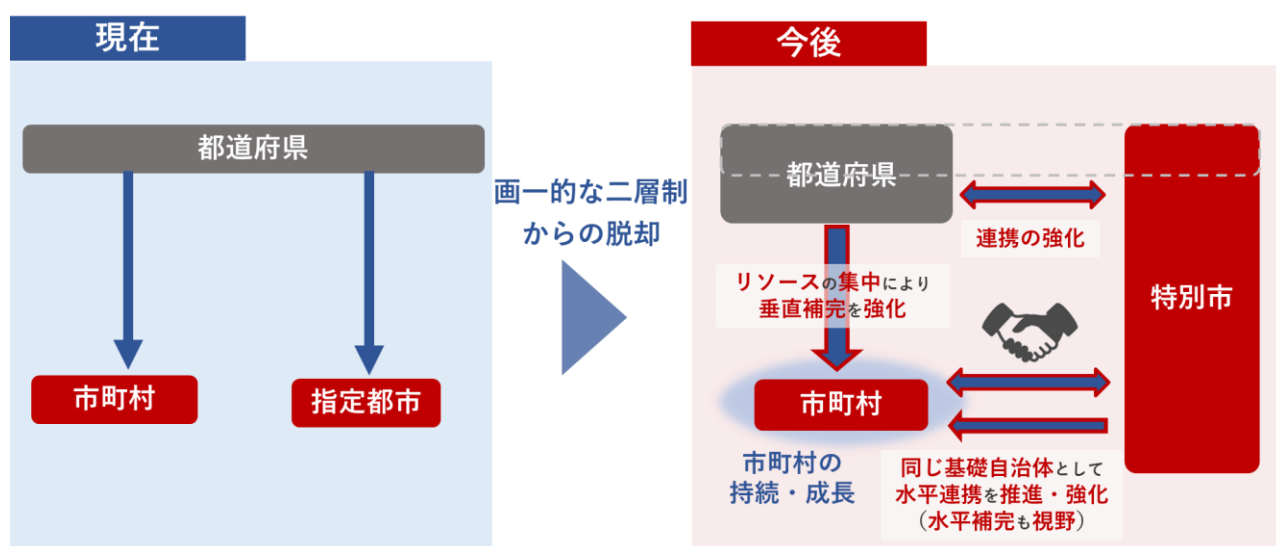 現在
都道府県
市町村
指定都市
画一的な二層制
からの脱却
今後
都道府県
連携の強化
特別市
リソースの集中により
垂直補完を強化
市町村
市町村の
持続・成長
同じ基礎自治体として
水平連携を推進・強化
（水平補完も視野）